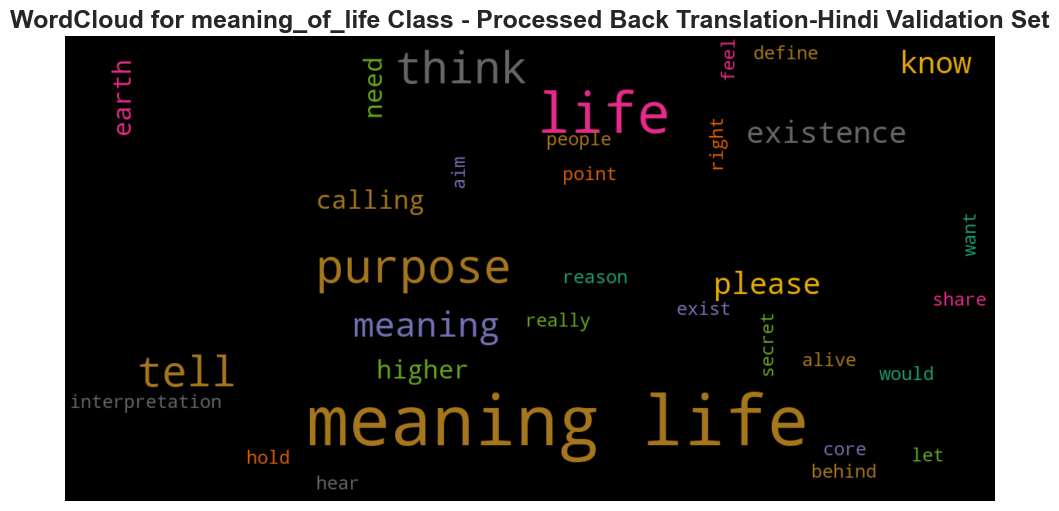 WordCloud for meaning_of_life Class - Processed Back Translation-Hindi Validation Set
earth
need
think
life
feel
define
know
people
right
existence
aim
point
calling
want
purpose
reason
please
share
meaning
really
exist
secret
tell
higher
alive
would
interpretation
meaning life
hold
core
let
behind
hear